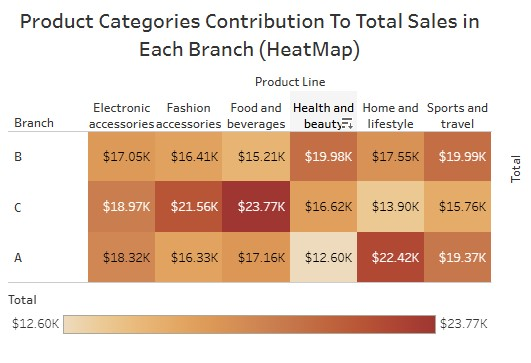 Product Categories Contribution To Total Sales in
Each Branch (HeatMap)
Product Line
Branch
Electronic accessories
Fashion accessories
Food and beverages
Health and beauty
Home and lifestyle
Sports and travel
B $17.05K $16.41K $15.21K $19.98K $17.55K $19.99K
C $18.97K $21.56K $23.77K $16.62K $13.90K $15.76K
A $18.32K $16.33K $17.16K $12.60K $22.42K $19.37K
Total
Total
$12.60K $23.77K